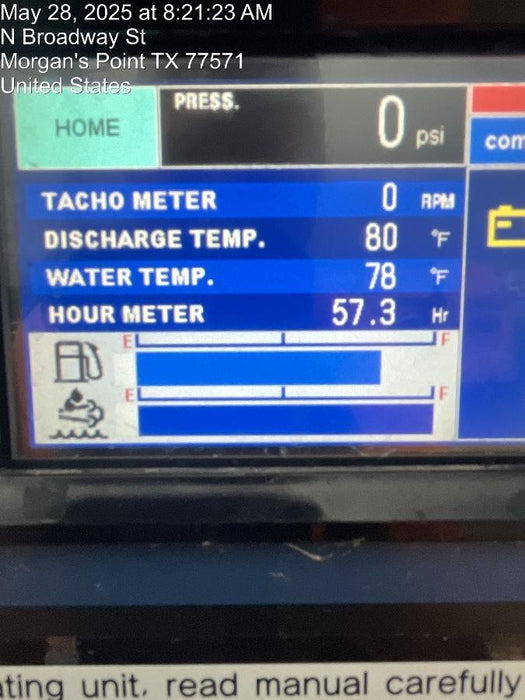 May 28, 2025 at 8:21:23 AM
N Broadway St
Morgan's Point TX 77571
United States
HOME
PRESS.
0 psi
com
TACHO METER 0 RPM
DISCHARGE TEMP. 80 °F
WATER TEMP. 78 °F
HOUR METER 57.3 Hr
E F
E F
ating unit, read manual carefully